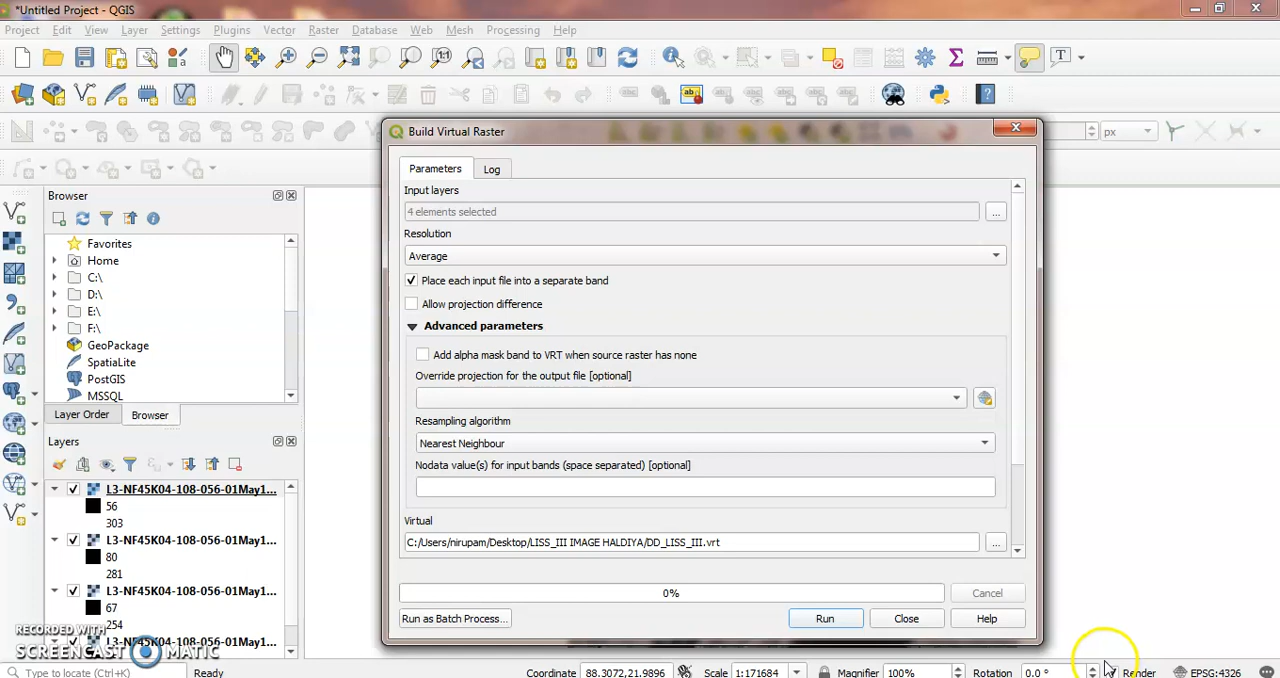 *Untitled Project - QGIS
Project Edit View Layer Settings Plugins Vector Raster Database Web Mesh Processing Help
px
Build Virtual Raster
Parameters Log
Input layers
4 elements selected ...
Resolution
Average
Place each input file into a separate band
Allow projection difference
Advanced parameters
Add alpha mask band to VRT when source raster has none
Override projection for the output file [optional]
Resampling algorithm
Nearest Neighbour
Nodata value(s) for input bands (space separated) [optional]
Virtual
C:/Users/nirupam/Desktop/LISS_III IMAGE HALDIYA/DD_LISS_III.vrt ...
0% Cancel
Run as Batch Process... Run Close Help
Browser
Favorites
Home
C:\
D:\
E:\
F:\
GeoPackage
SpatiaLite
PostGIS
MSSQL
Layer Order Browser
Layers
L3-NF45K04-108-056-01May1...
56
303
L3-NF45K04-108-056-01May1...
80
281
L3-NF45K04-108-056-01May1...
67
254
L3-NF45K04-108-056-01May1...
RECORDED WITH
SCREENCAST MATIC
Type to locate (Ctrl+K) Ready Coordinate 88.3072,21.9896 Scale 1:171684 Magnifier 100% Rotation 0.0 ° Render EPSG:4326